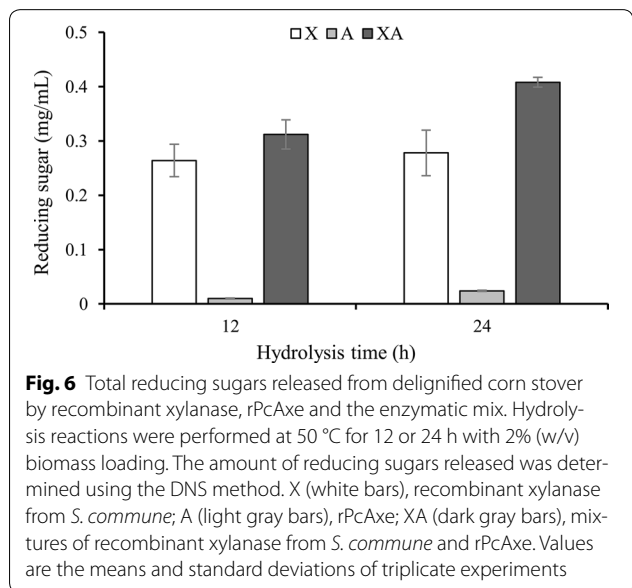 0.5
X A XA
0.4
0.3
0.2
0.1
0
Reducing sugar (mg/mL)
12 24
Hydrolysis time (h)
Fig. 6 Total reducing sugars released from delignified corn stover
by recombinant xylanase, rPcAxe and the enzymatic mix. Hydroly-
sis reactions were performed at 50 °C for 12 or 24 h with 2% (w/v)
biomass loading. The amount of reducing sugars released was deter-
mined using the DNS method. X (white bars), recombinant xylanase
from S. commune; A (light gray bars), rPcAxe; XA (dark gray bars), mix-
tures of recombinant xylanase from S. commune and rPcAxe. Values
are the means and standard deviations of triplicate experiments